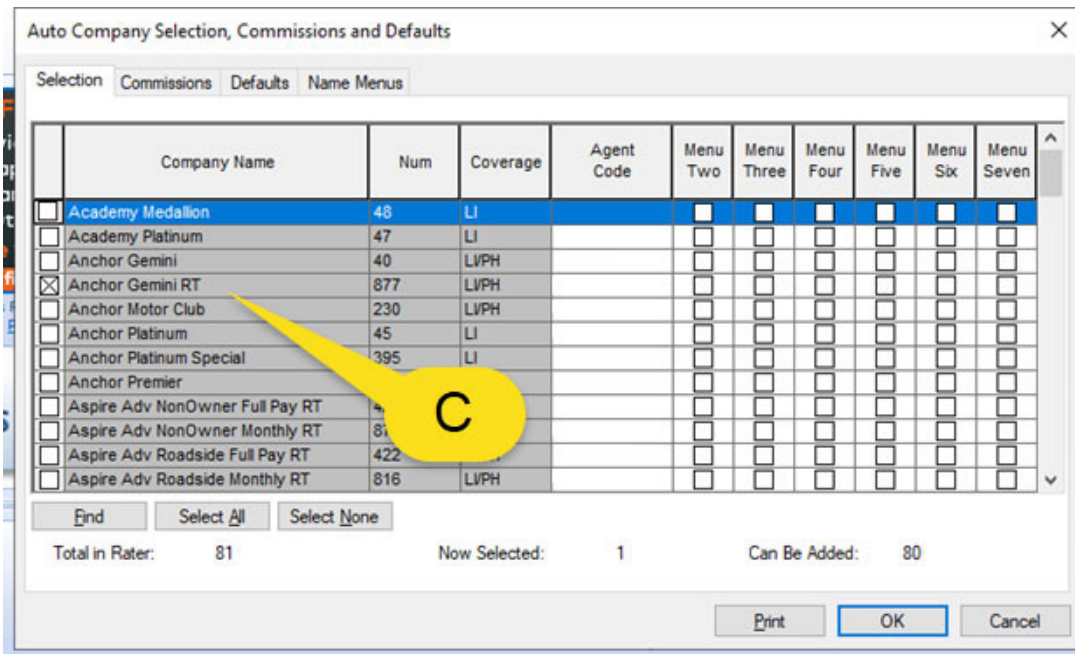 Auto Company Selection, Commissions and Defaults
Selection Commissions Defaults Name Menus
Company Name Num Coverage Agent Code Menu Two Menu Three Menu Four Menu Five Menu Six Menu Seven
Academy Medallion 48 LI
Academy Platinum 47 LI
Anchor Gemini 40 LI/PH
Anchor Gemini RT 877 LI/PH
Anchor Motor Club 230 LI/PH
Anchor Platinum 45 LI
Anchor Platinum Special 395 LI
Anchor Premier
Aspire Adv NonOwner Full Pay RT
Aspire Adv NonOwner Monthly RT
Aspire Adv Roadside Full Pay RT 422
Aspire Adv Roadside Monthly RT 816 LI/PH
C
Find Select All Select None
Total in Rater: 81 Now Selected: 1 Can Be Added: 80
Print OK Cancel